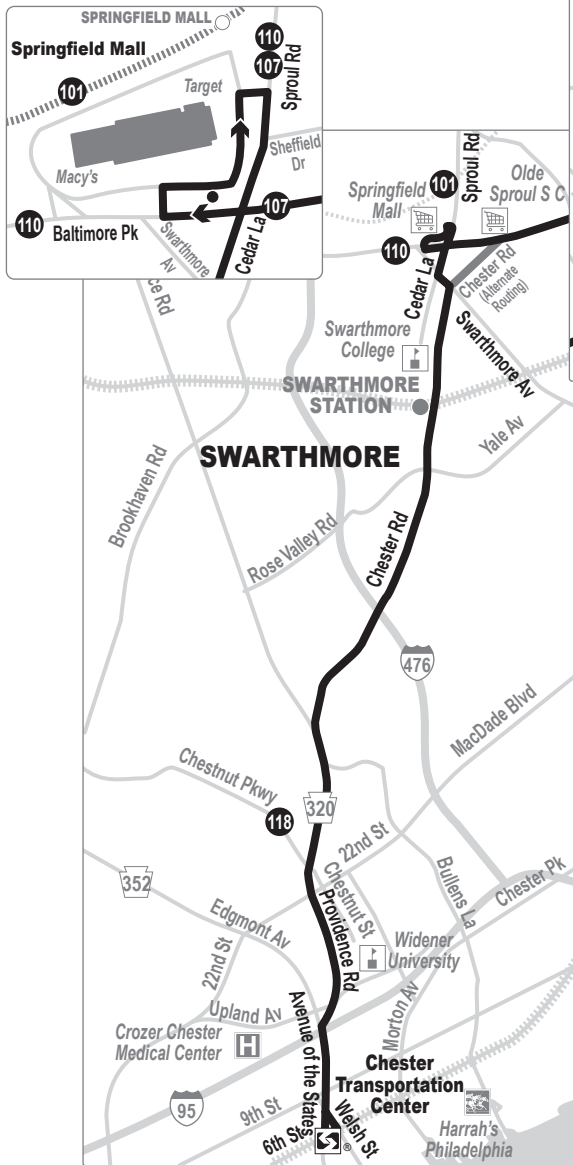 SPRINGFIELD MALL
Springfield Mall
110
107
101
Sproul Rd
Target
Macy's
Sheffield
Dr
107
110
Baltimore Pk
Swarthmore
Av
Cedar La
Sproul Rd
101
Springfield
Mall
Olde
Sproul S C
110
Cedar La
Chester Rd
(Alternate
Routing)
ce Rd
Swarthmore
College
Swarthmore Av
SWARTHMORE
STATION
Yale Av
SWARTHMORE
Brookhaven Rd
Rose Valley Rd
Chester Rd
476
MacDade Blvd
Chestnut Pkwy
320
118
22nd St
352
Chestnut St
Bullens La
Chester Pk
Edgmont Av
Providence Rd
22nd St
Widener
University
Upland Av
Morton Av
Crozer Chester
Medical Center
H
Avenue of the States
Chester
Transportation
Center
95
9th St
Welsh St
6th St
®
Harrah's
Philadelphia